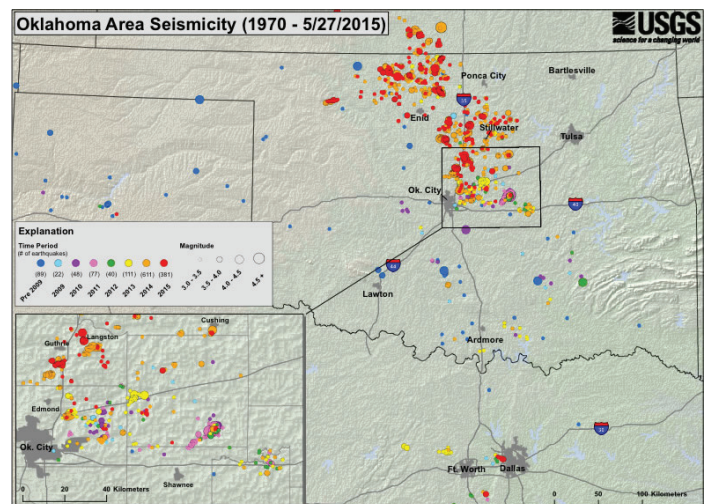 Oklahoma Area Seismicity (1970 - 5/27/2015)
USGS
science for a changing world
Ponca City
Bartlesville
35
Enid
Stillwater
Tulsa
Ok. City
40
Explanation
Time Period
(# of earthquakes)
Magnitude
(89) (22) (48) (77) (40) (111) (611) (381)
Pre 2009 2009 2010 2011 2012 2013 2014 2015
3.0 - 3.5 3.5 - 4.0 4.0 - 4.5 4.5 +
44
Lawton
Ardmore
Cushing
Langston
Guthrie
Edmond
Ok. City
Shawnee
0 20 40 Kilometers
Ft. Worth
Dallas
0 50 100 Kilometers